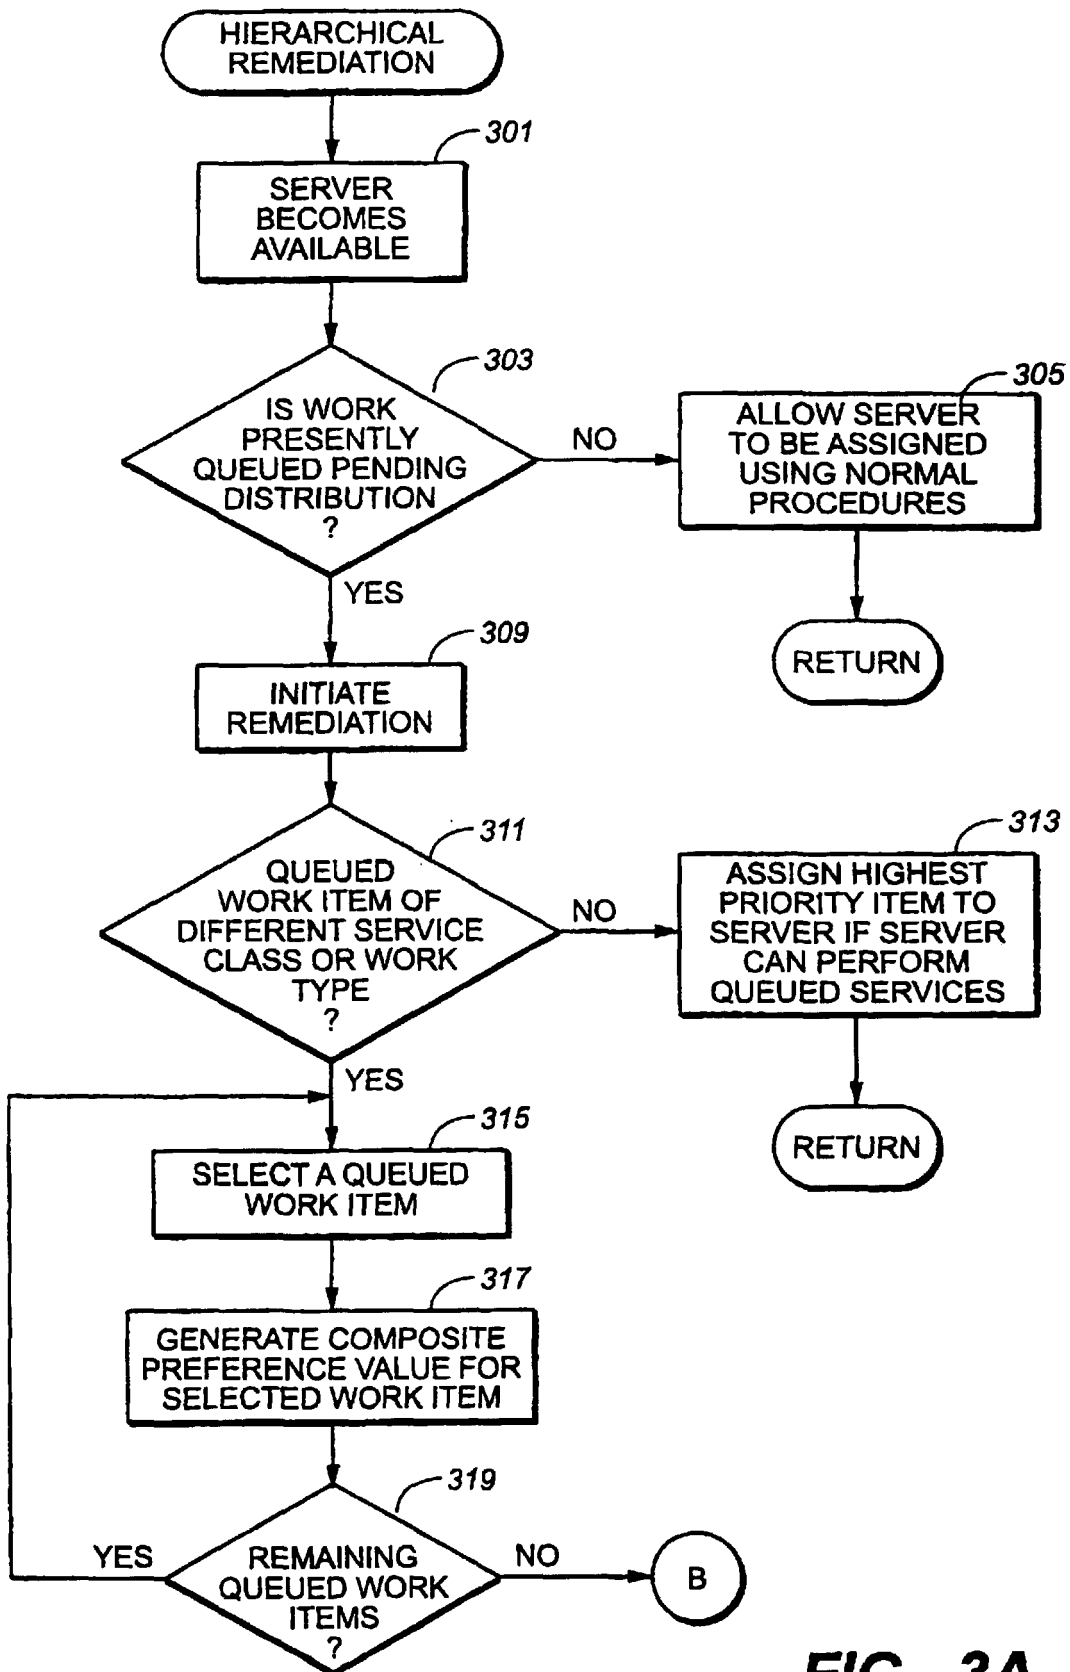 HIERARCHICAL
REMEDIATION
301
SERVER
BECOMES
AVAILABLE
303
IS WORK
PRESENTLY
QUEUED PENDING
DISTRIBUTION
?
NO
305
ALLOW SERVER
TO BE ASSIGNED
USING NORMAL
PROCEDURES
RETURN
YES
309
INITIATE
REMEDIATION
311
QUEUED
WORK ITEM OF
DIFFERENT SERVICE
CLASS OR WORK
TYPE
?
NO
313
ASSIGN HIGHEST
PRIORITY ITEM TO
SERVER IF SERVER
CAN PERFORM
QUEUED SERVICES
RETURN
YES
315
SELECT A QUEUED
WORK ITEM
317
GENERATE COMPOSITE
PREFERENCE VALUE FOR
SELECTED WORK ITEM
319
REMAINING
QUEUED WORK
ITEMS
?
YES
NO
B
FIG. 3A